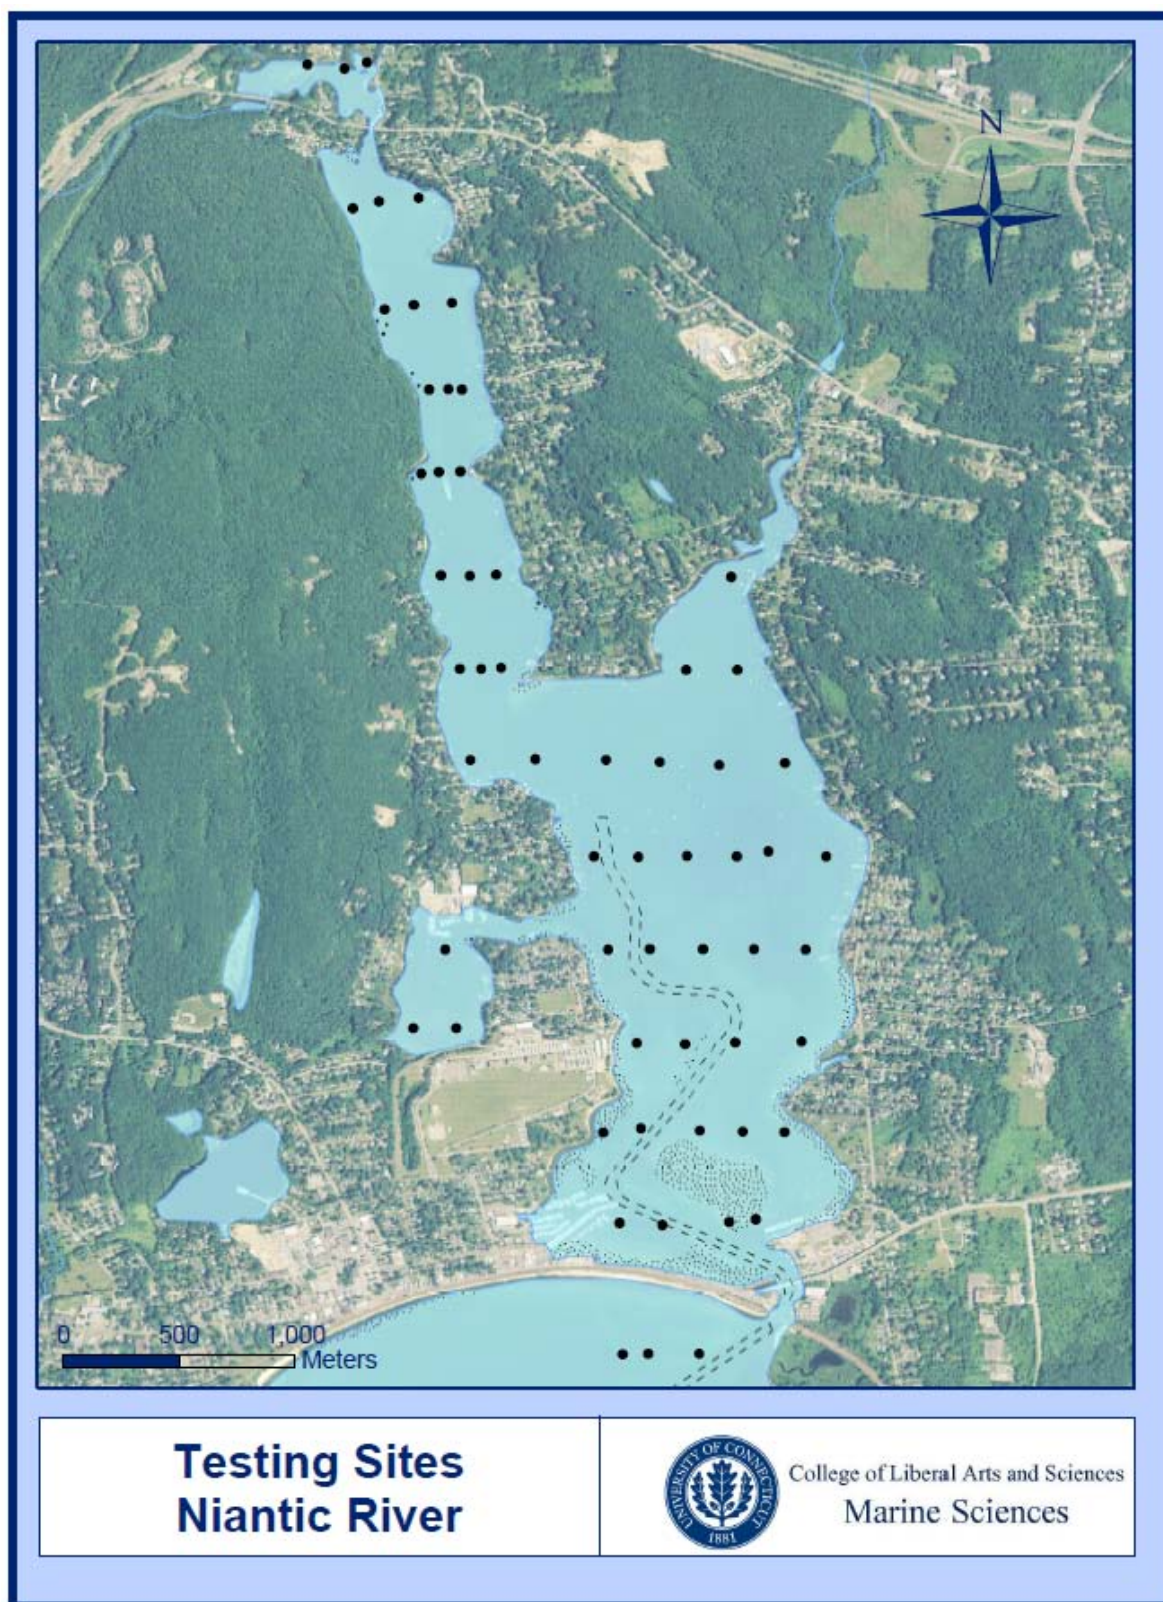 N
0 500 1,000
Meters
Testing Sites
Niantic River
UNIVERSITY OF CONNECTICUT
1881
College of Liberal Arts and Sciences
Marine Sciences